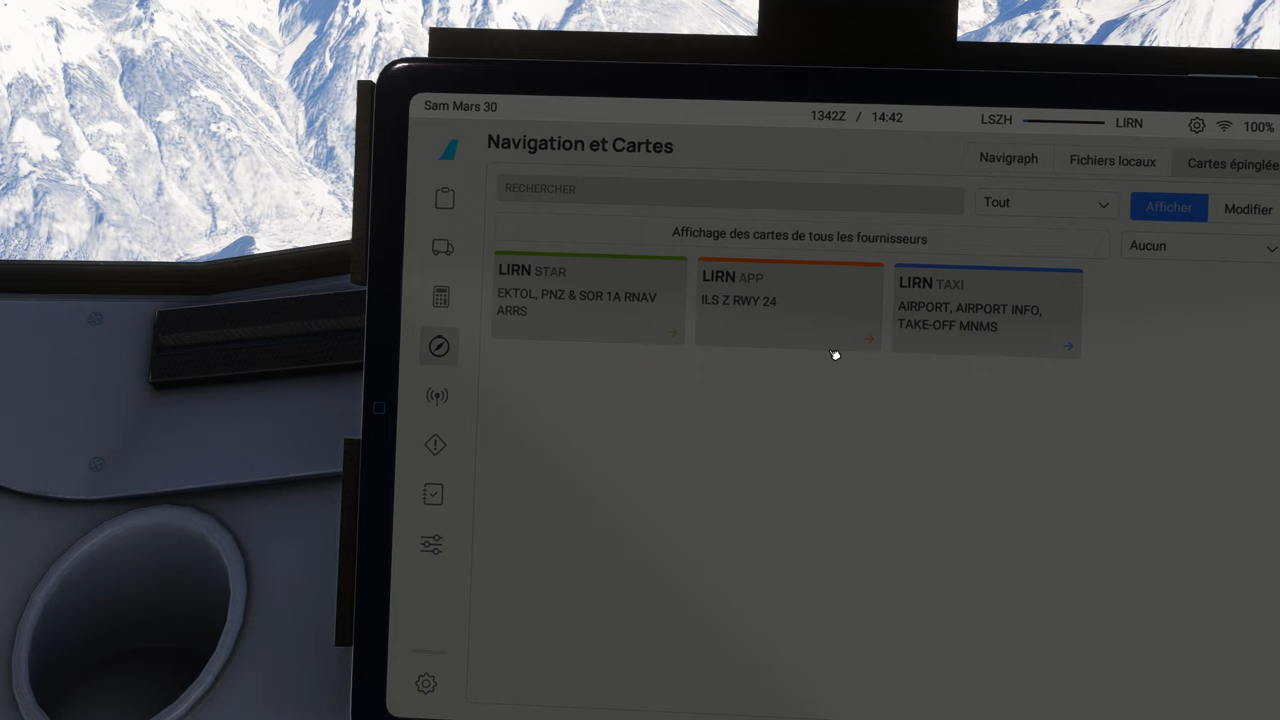 Sam Mars 30
1342Z / 14:42
LSZH
LIRN
100%
Navigation et Cartes
Navigraph
Fichiers locaux
Cartes épinglée
RECHERCHER
Tout
Afficher
Modifier
Affichage des cartes de tous les fournisseurs
Aucun
LIRN STAR
EKTOL, PNZ & SOR 1A RNAV
ARRS
LIRN APP
ILS Z RWY 24
LIRN TAXI
AIRPORT, AIRPORT INFO,
TAKE-OFF MNMS